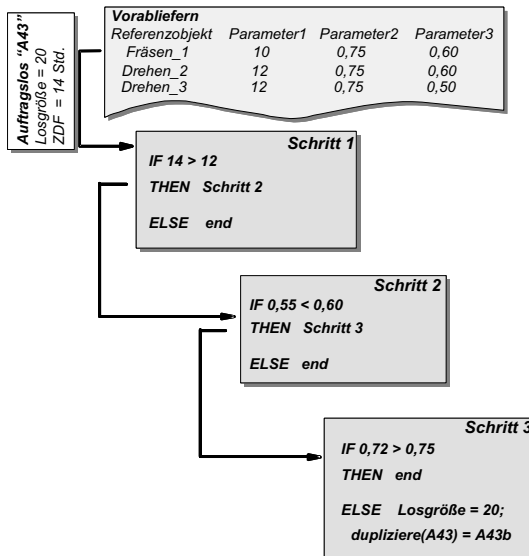 Auftragslos "A43"
Losgröße = 20
ZDF = 14 Std.
Vorabliefern
Referenzobjekt Parameter1 Parameter2 Parameter3
Fräsen_1 10 0,75 0,60
Drehen_2 12 0,75 0,60
Drehen_3 12 0,75 0,50
Schritt 1
IF 14 > 12
THEN Schritt 2
ELSE end
Schritt 2
IF 0,55 < 0,60
THEN Schritt 3
ELSE end
Schritt 3
IF 0,72 > 0,75
THEN end
ELSE Losgröße = 20;
dupliziere(A43) = A43b